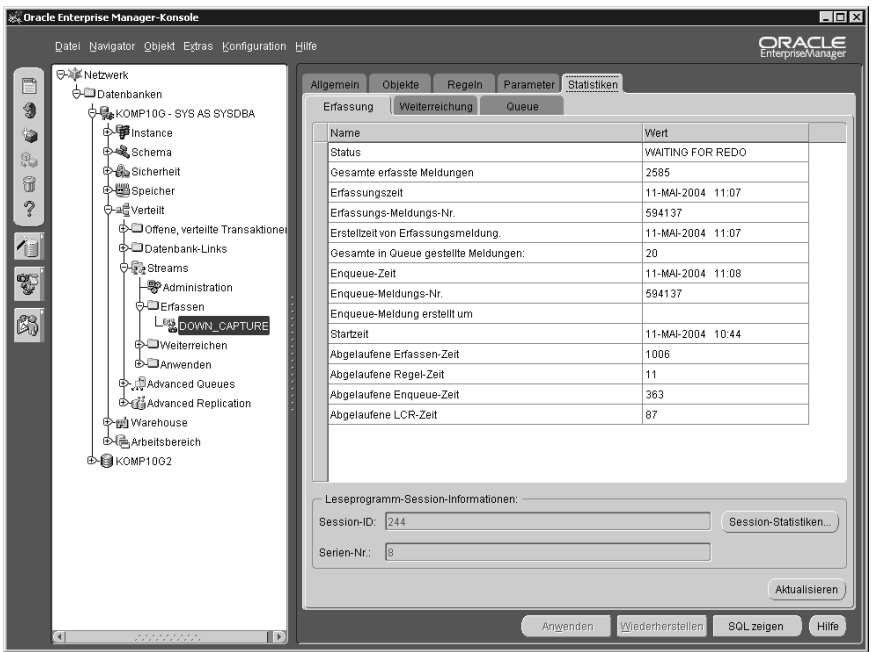 Oracle Enterprise Manager-Konsole
Datei Navigator Objekt Extras Konfiguration Hilfe
ORACLE
EnterpriseManager
Netzwerk
Datenbanken
KOMP10G - SYS AS SYSDBA
Instance
Schema
Sicherheit
Speicher
Verteilt
Offene, verteilte Transaktione
Datenbank-Links
Streams
Administration
Erfassen
DOWN_CAPTURE
Weiterreichen
Anwenden
Advanced Queues
Advanced Replication
Warehouse
Arbeitsbereich
KOMP10G2
Allgemein Objekte Regeln Parameter Statistiken
Erfassung Weiterreichung Queue
Name Wert
Status WAITING FOR REDO
Gesamte erfasste Meldungen 2585
Erfassungszeit 11-MAI-2004 11:07
Erfassungs-Meldungs-Nr. 594137
Erstellzeit von Erfassungsmeldung. 11-MAI-2004 11:07
Gesamte in Queue gestellte Meldungen: 20
Enqueue-Zeit 11-MAI-2004 11:08
Enqueue-Meldungs-Nr. 594137
Enqueue-Meldung erstellt um
Startzeit 11-MAI-2004 10:44
Abgelaufene Erfassen-Zeit 1006
Abgelaufene Regel-Zeit 11
Abgelaufene Enqueue-Zeit 363
Abgelaufene LCR-Zeit 87
Leseprogramm-Session-Informationen:
Session-ID: 244 Session-Statistiken...
Serien-Nr.: 8
Aktualisieren
Anwenden Wiederherstellen SQL zeigen Hilfe